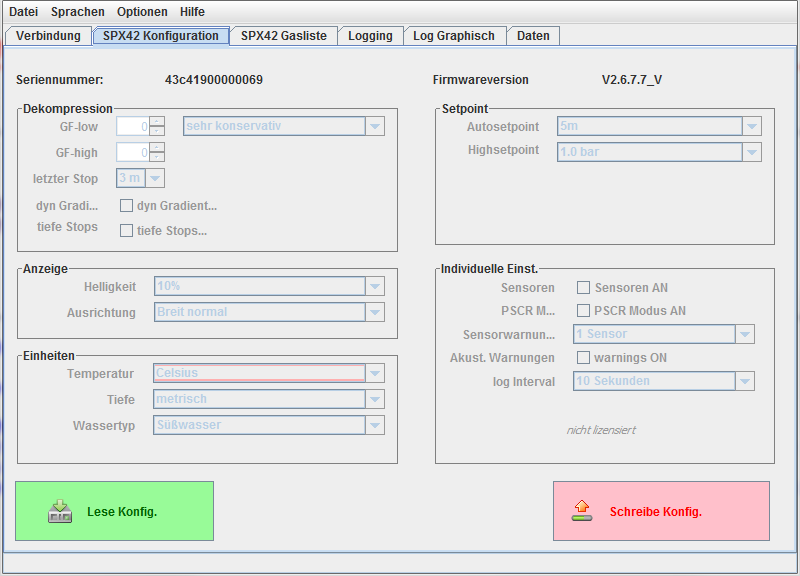 Datei Sprachen Optionen Hilfe
Verbindung SPX42 Konfiguration SPX42 Gasliste Logging Log Graphisch Daten
Seriennummer: 43c41900000069 Firmwareversion V2.6.7.7_V
Dekompression
GF-low 0 sehr konservativ
GF-high 0
letzter Stop 3 m
dyn Gradi... dyn Gradient...
tiefe Stops tiefe Stops...
Setpoint
Autosetpoint 5m
Highsetpoint 1.0 bar
Anzeige
Helligkeit 10%
Ausrichtung Breit normal
Einheiten
Temperatur Celsius
Tiefe metrisch
Wassertyp Süßwasser
Individuelle Einst.
Sensoren Sensoren AN
PSCR M... PSCR Modus AN
Sensorwarnun... 1 Sensor
Akust. Warnungen warnings ON
log Interval 10 Sekunden
nicht lizensiert
Lese Konfig. Schreibe Konfig.